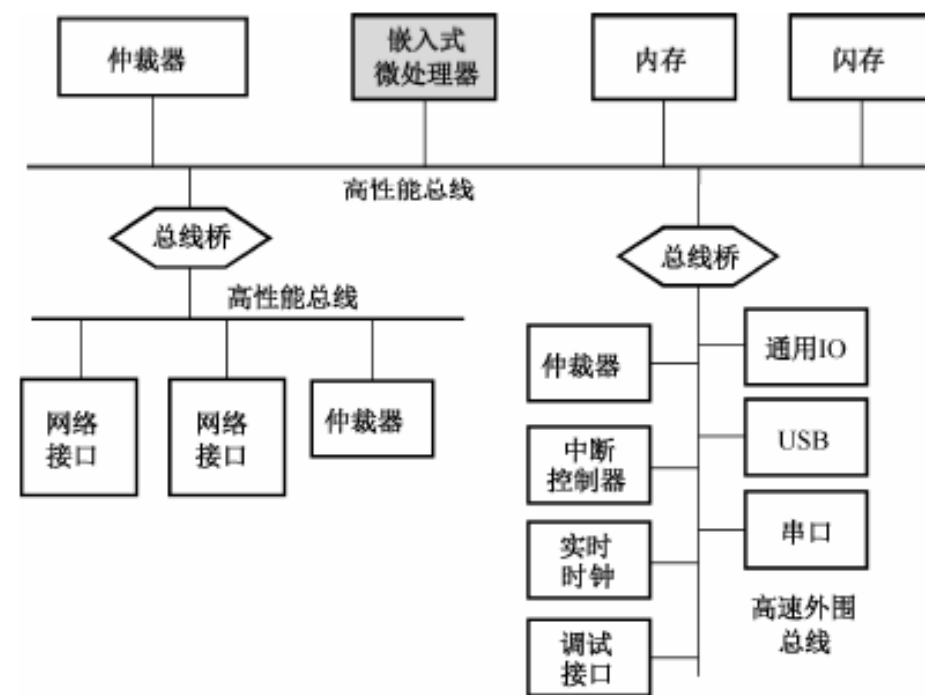 仲裁器
嵌入式
微处理器
内存
闪存
高性能总线
总线桥
总线桥
高性能总线
网络
接口
网络
接口
仲裁器
仲裁器
中断
控制器
实时
时钟
调试
接口
通用IO
USB
串口
高速外围
总线